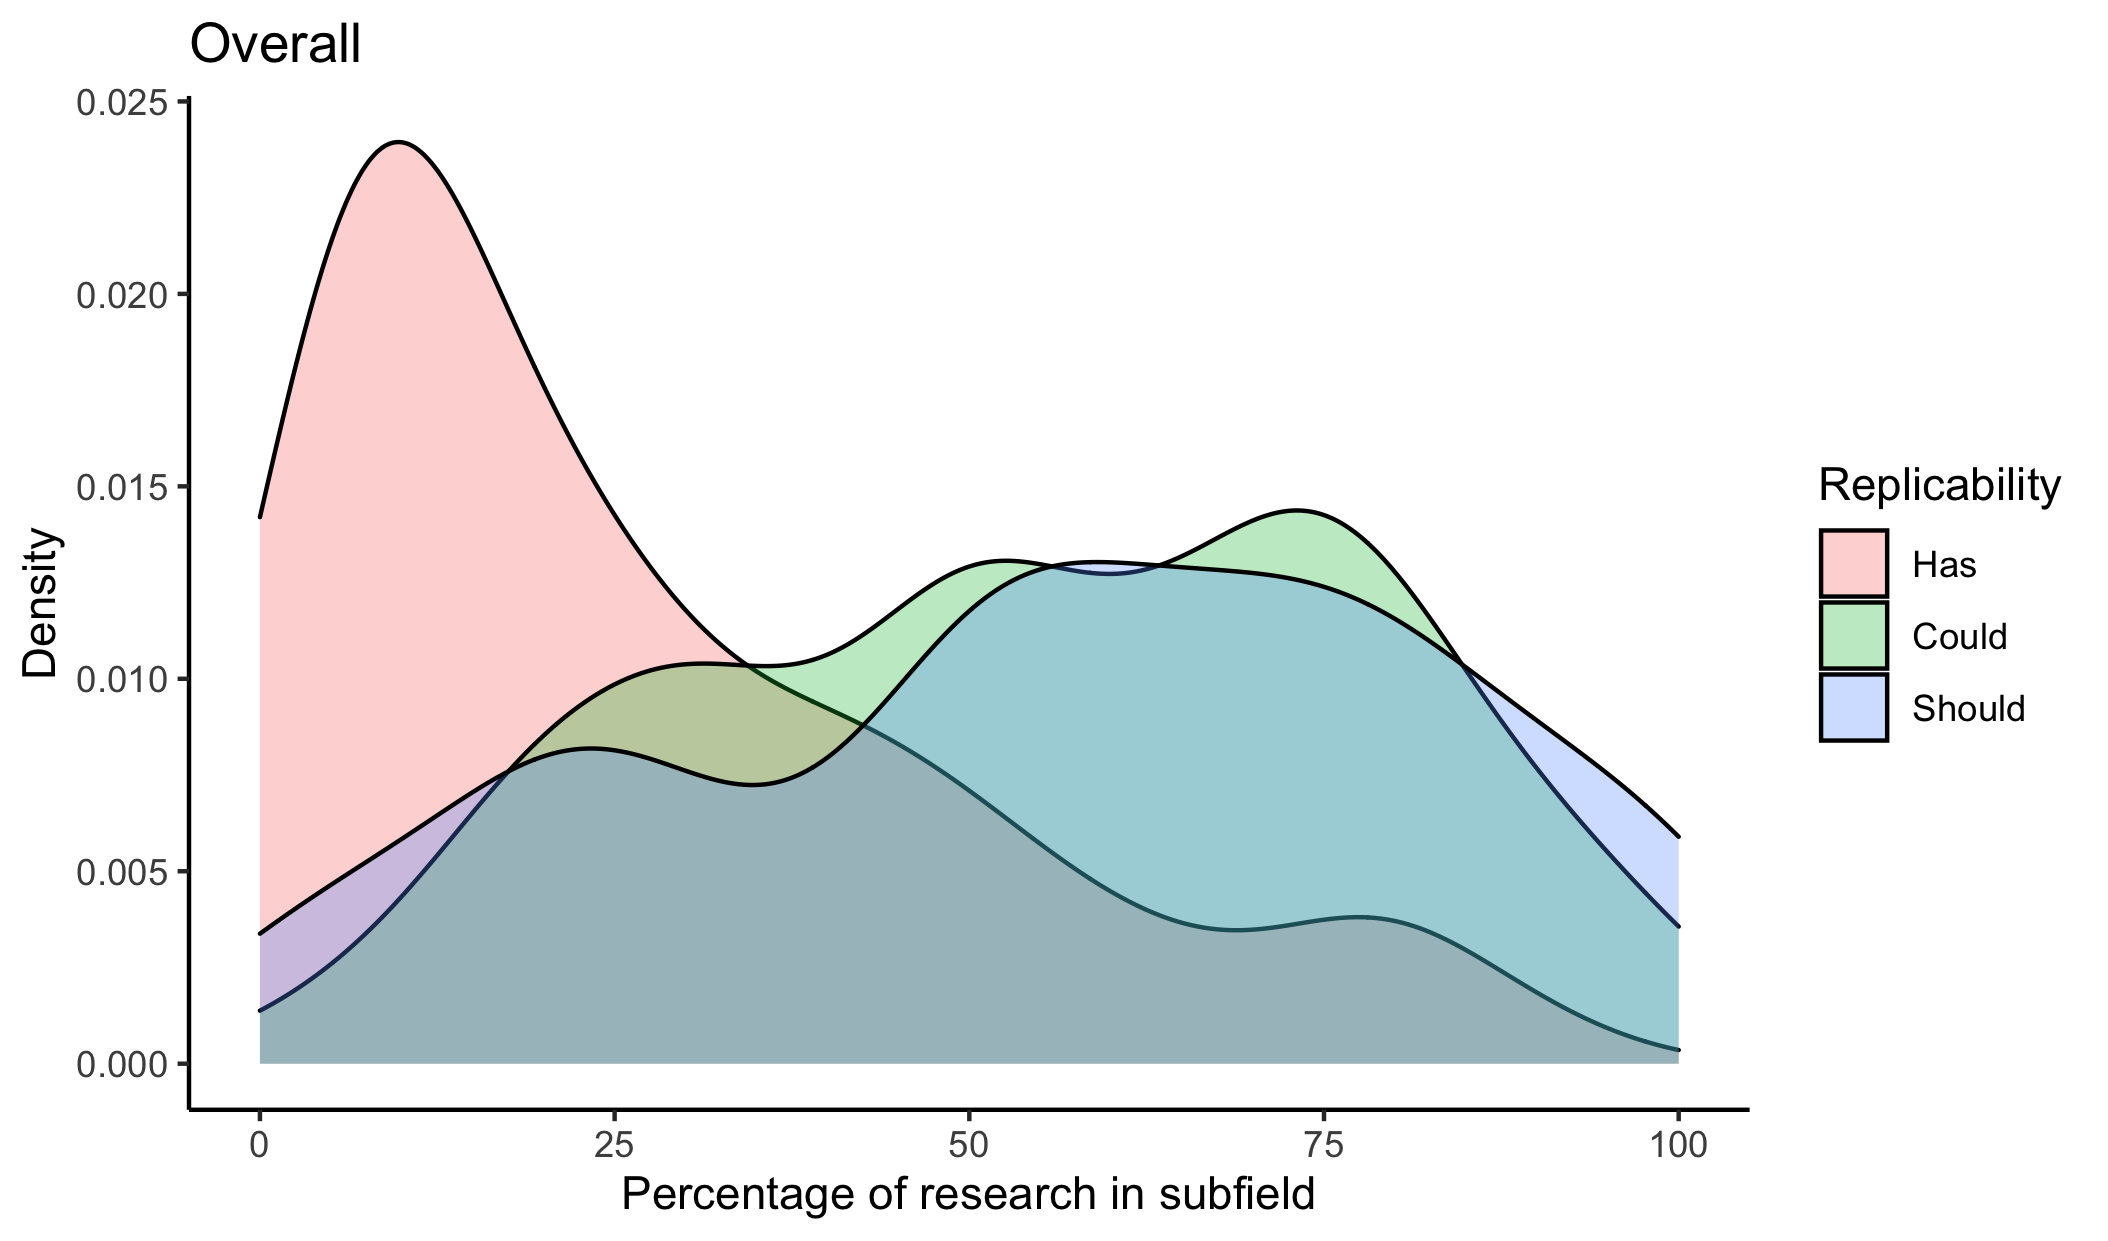 Overall
0.025
0.020
0.015
0.010
0.005
0.000
Density
0 25 50 75 100
Percentage of research in subfield
Replicability
Has
Could
Should